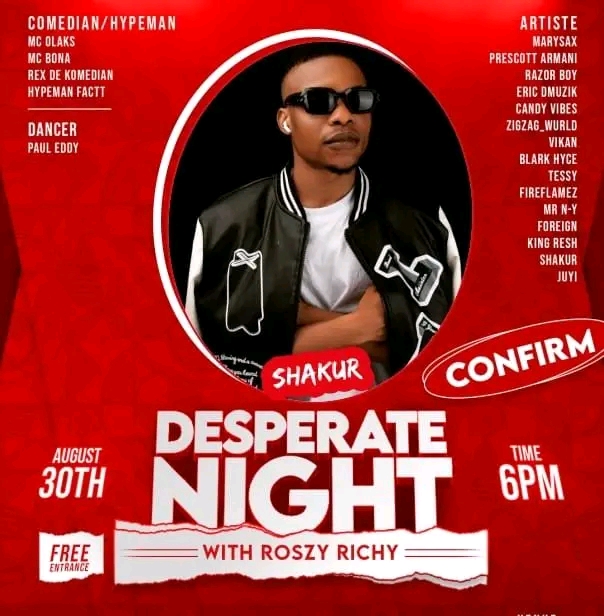 COMEDIAN/HYPEMAN
MC OLAKS
MC BONA
REX DE KOMEDIAN
HYPEMAN FACTT
DANCER
PAUL EDDY
ARTISTE
MARYSAX
PRESCOTT ARMANI
RAZOR BOY
ERIC DMUZIK
CANDY VIBES
ZIGZAG_WURLD
VIKAN
BLARK HYCE
TESSY
FIREFLAMEZ
MR N-Y
FOREIGN
KING RESH
SHAKUR
JUYI
SHAKUR
CONFIRM
DESPERATE
NIGHT
WITH ROSZY RICHY
AUGUST
30TH
TIME
6PM
FREE
ENTRANCE